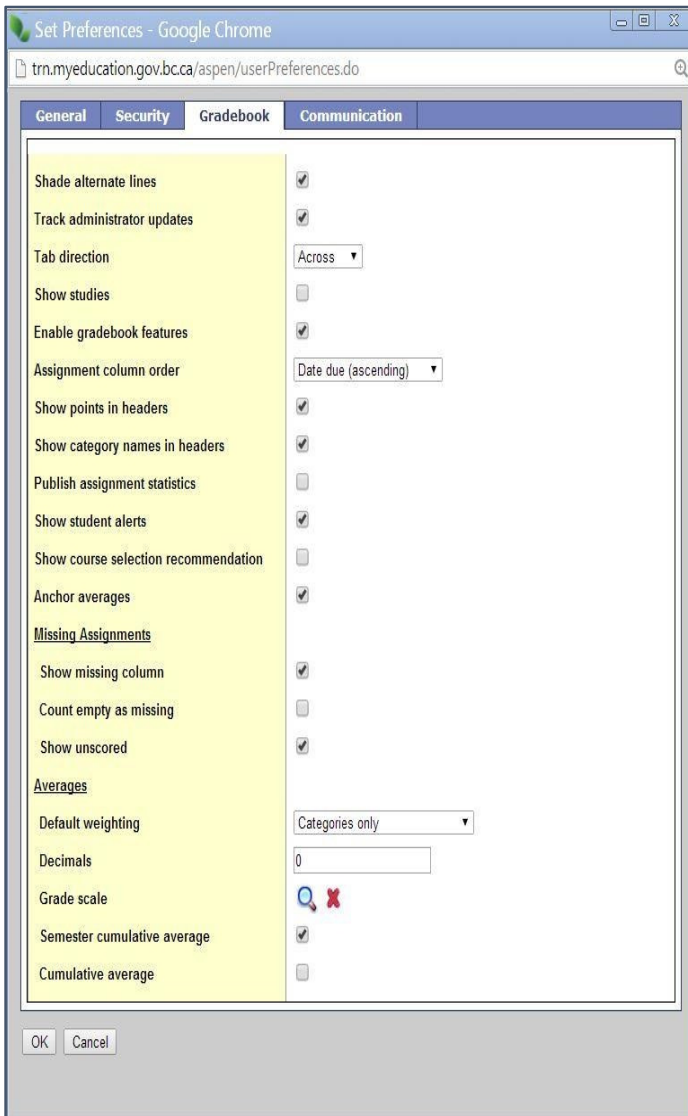 Set Preferences - Google Chrome
trn.myeducation.gov.bc.ca/aspen/userPreferences.do
General Security Gradebook Communication
Shade alternate lines
Track administrator updates
Tab direction Across
Show studies
Enable gradebook features
Assignment column order Date due (ascending)
Show points in headers
Show category names in headers
Publish assignment statistics
Show student alerts
Show course selection recommendation
Anchor averages
Missing Assignments
Show missing column
Count empty as missing
Show unscored
Averages
Default weighting Categories only
Decimals 0
Grade scale
Semester cumulative average
Cumulative average
OK Cancel